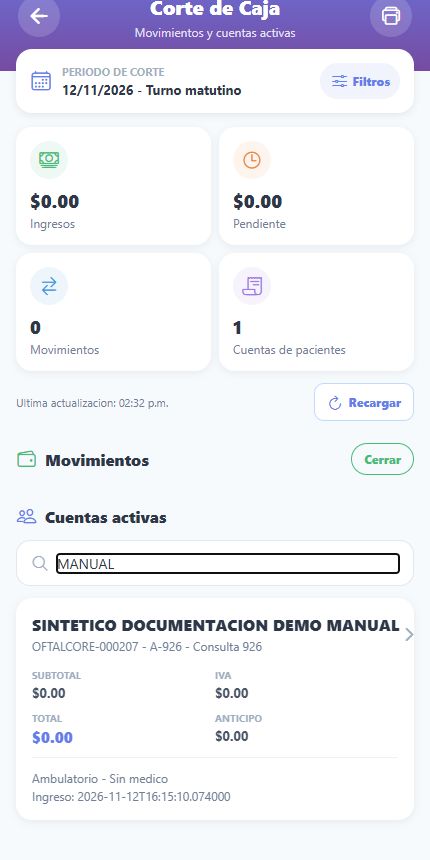 Corte de Caja
Movimientos y cuentas activas
PERIODO DE CORTE
12/11/2026 - Turno matutino
Filtros
$0.00
Ingresos
$0.00
Pendiente
0
Movimientos
1
Cuentas de pacientes
Ultima actualizacion: 02:32 p.m.
Recargar
Movimientos
Cerrar
Cuentas activas
MANUAL
SINTETICO DOCUMENTACION DEMO MANUAL
OFTALCORE-000207 - A-926 - Consulta 926
SUBTOTAL
$0.00
IVA
$0.00
TOTAL
$0.00
ANTICIPO
$0.00
Ambulatorio - Sin medico
Ingreso: 2026-11-12T16:15:10.074000